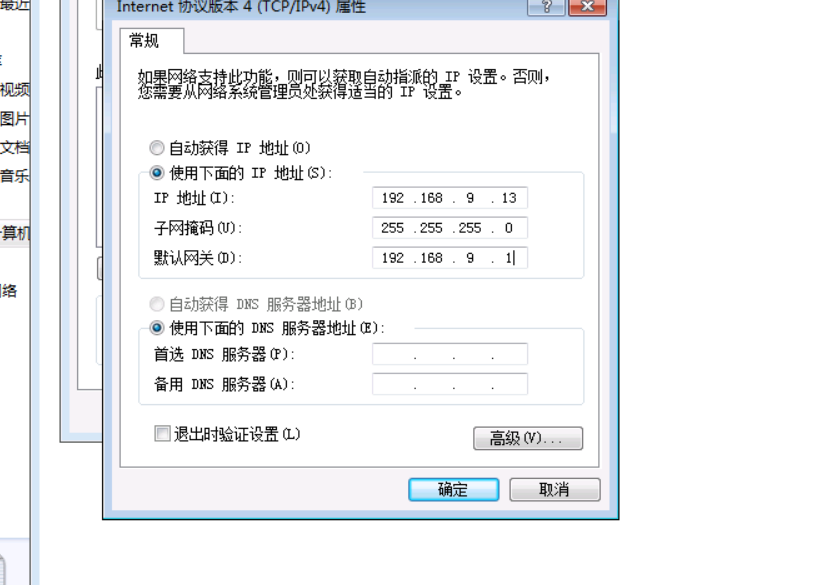 Internet 协议版本 4 (TCP/IPv4) 属性
最近
常规
视频
图片
文档
音乐
算机
络
如果网络支持此功能，则可以获取自动指派的 IP 设置。否则，
您需要从网络系统管理员处获得适当的 IP 设置。
自动获得 IP 地址(O)
使用下面的 IP 地址(S):
IP 地址(I): 192 .168 . 9 . 13
子网掩码(U): 255 .255 .255 . 0
默认网关(D): 192 .168 . 9 . 1
自动获得 DNS 服务器地址(B)
使用下面的 DNS 服务器地址(E):
首选 DNS 服务器(P): . . .
备用 DNS 服务器(A): . . .
退出时验证设置(L)
高级(V)...
确定 取消